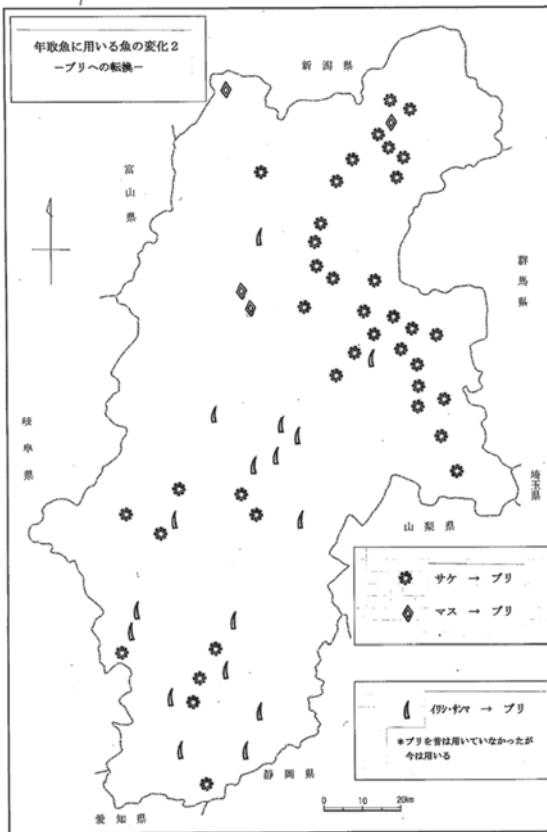 年取魚に用いる魚の変化2
ーブリへの転換ー
新潟県
富山県
群馬県
岐阜県
埼玉県
山梨県
サケ → ブリ
マス → ブリ
イワシ・サンマ → ブリ
*ブリを昔は用いていなかったが
今は用いる
静岡県
愛知県
0 10 20km